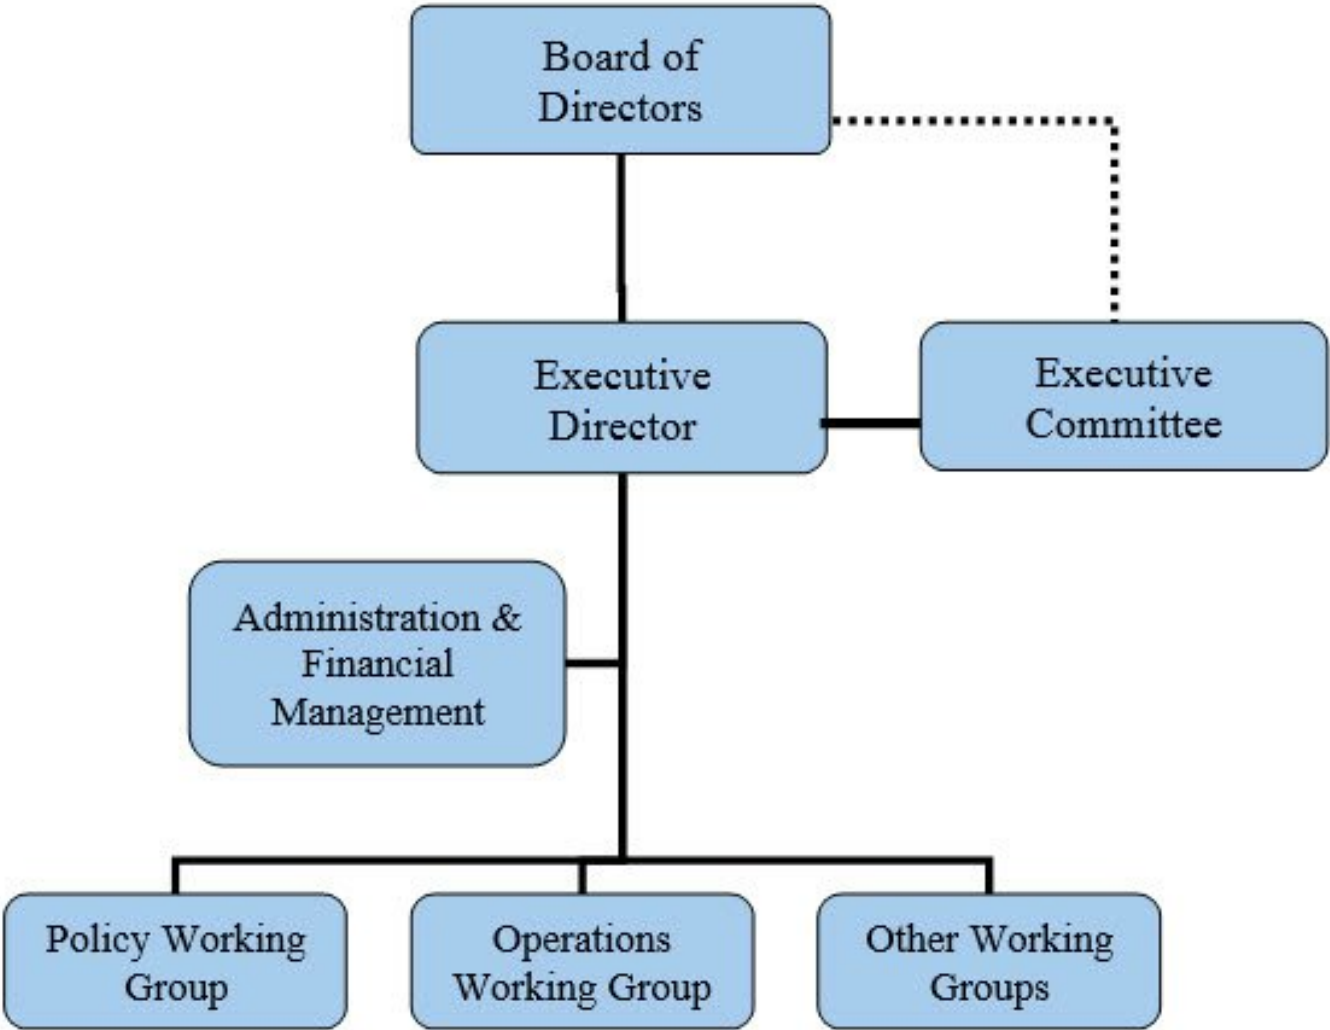 Board of
Directors
Executive
Director
Executive
Committee
Administration &
Financial
Management
Policy Working
Group
Operations
Working Group
Other Working
Groups